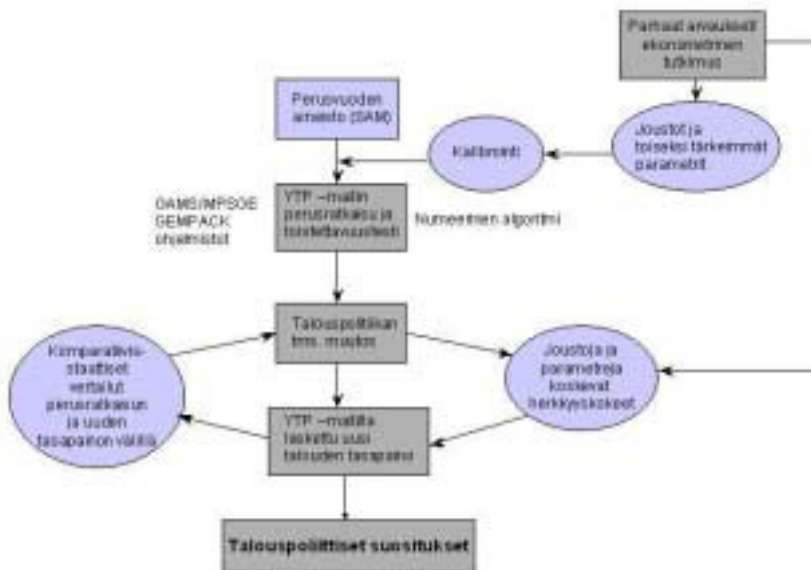 Parhaat arvaukset/
ekonometrinen
tutkimus
Perusvuoden
aineisto (SAM)
Kalibrointi
Joustot ja
toiseksi tärkeimmät
parametrit
GAMS/MPSGE
GEMPACK
ohjelmistot
YTP –mallin
perusratkaisu ja
toistettavuustesti
Numeerinen algoritmi
Talouspolitiikan
tms. muutos
Komparatiivis-
staattiset
vertailut
perusratkaisun
ja uuden
tasapainon välillä
Joustoja ja
parametreja
koskevat
herkkyyskokeet
YTP –mallilla
laskettu uusi
talouden tasapaino
Talouspoliittiset suositukset